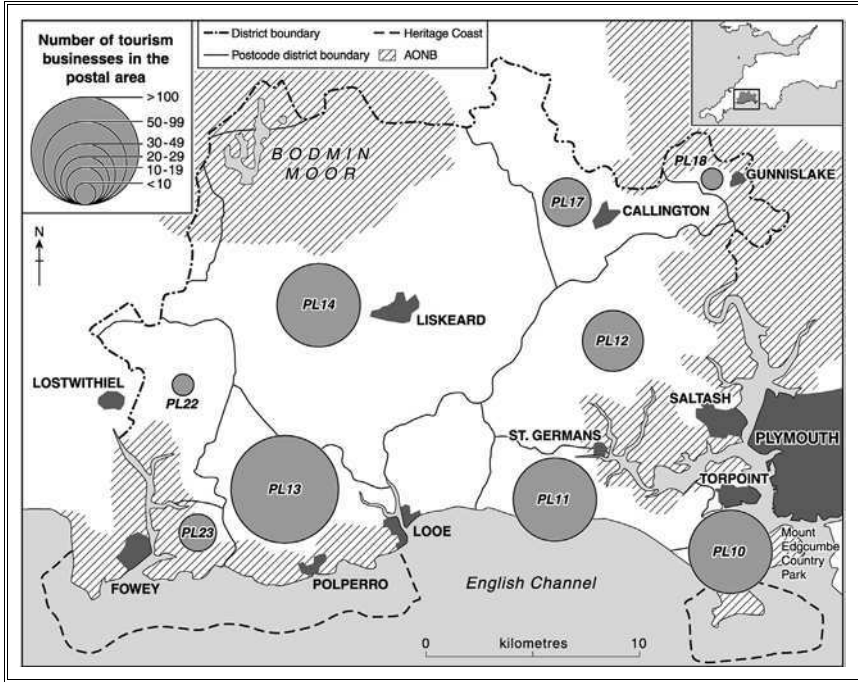 Number of tourism
businesses in the
postal area
>100
50-99
30-49
20-29
10-19
<10
District boundary
Heritage Coast
Postcode district boundary
AONB
BODMIN
MOOR
PL18
GUNNISLAKE
PL17
CALLINGTON
N
PL14
LISKEARD
PL12
LOSTWITHIEL
PL22
SALTASH
ST. GERMANS
PLYMOUTH
PL13
PL11
TORPOINT
PL23
LOOE
PL10
Mount
Edgcumbe
Country
Park
FOWEY
POLPERRO
English Channel
0 kilometres 10